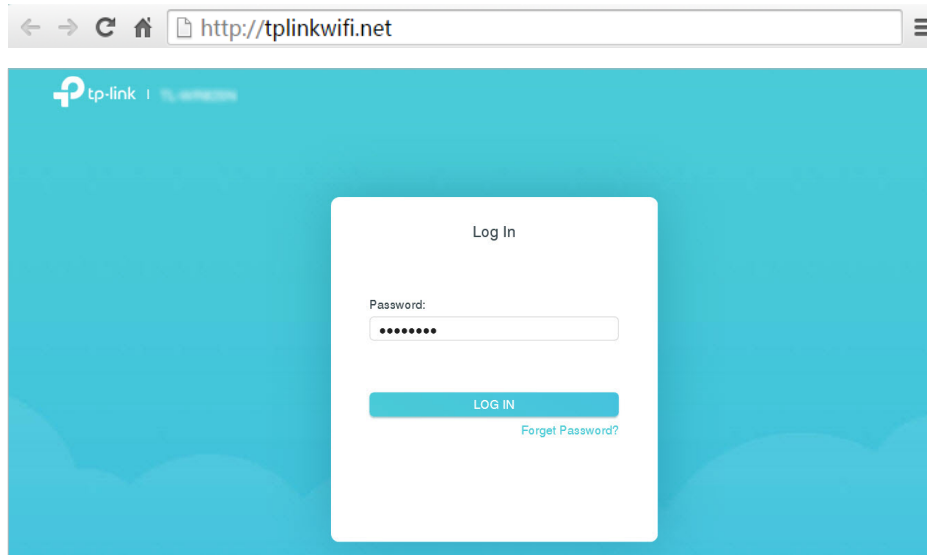 http://tplinkwifi.net
tp-link |
Log In
Password:
LOG IN
Forget Password?